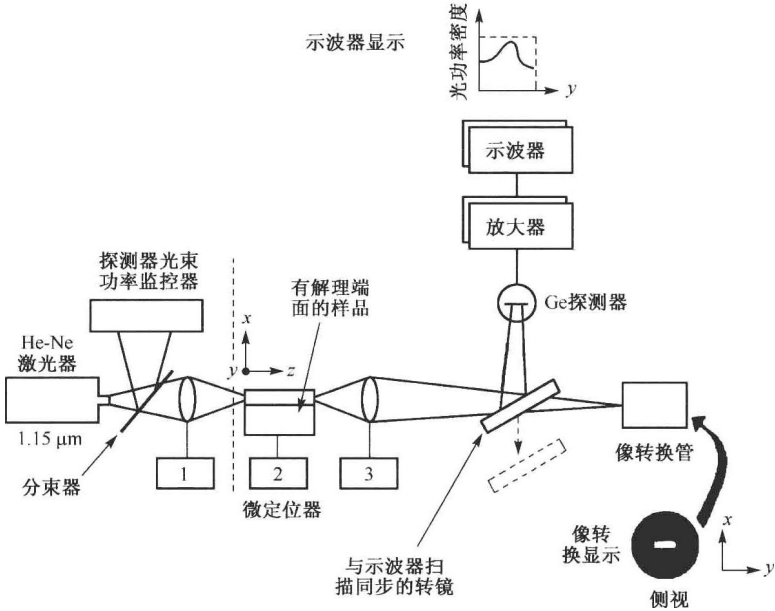 示波器显示
光功率密度
y
示波器
放大器
探测器光束
功率监控器
有解理端
面的样品
Ge探测器
He-Ne
激光器
x
y
z
1.15 μm
分束器
1
2
3
微定位器
像转换管
与示波器扫
描同步的转镜
像转
换显示
x
y
侧视